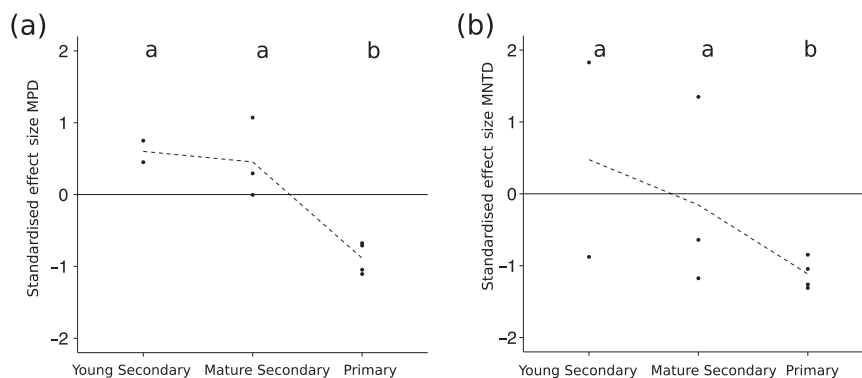 (a)
a a b
Standardised effect size MPD
2
1
0
−1
−2
Young Secondary Mature Secondary Primary
(b)
a a b
Standardised effect size MNTD
2
1
0
−1
−2
Young Secondary Mature Secondary Primary